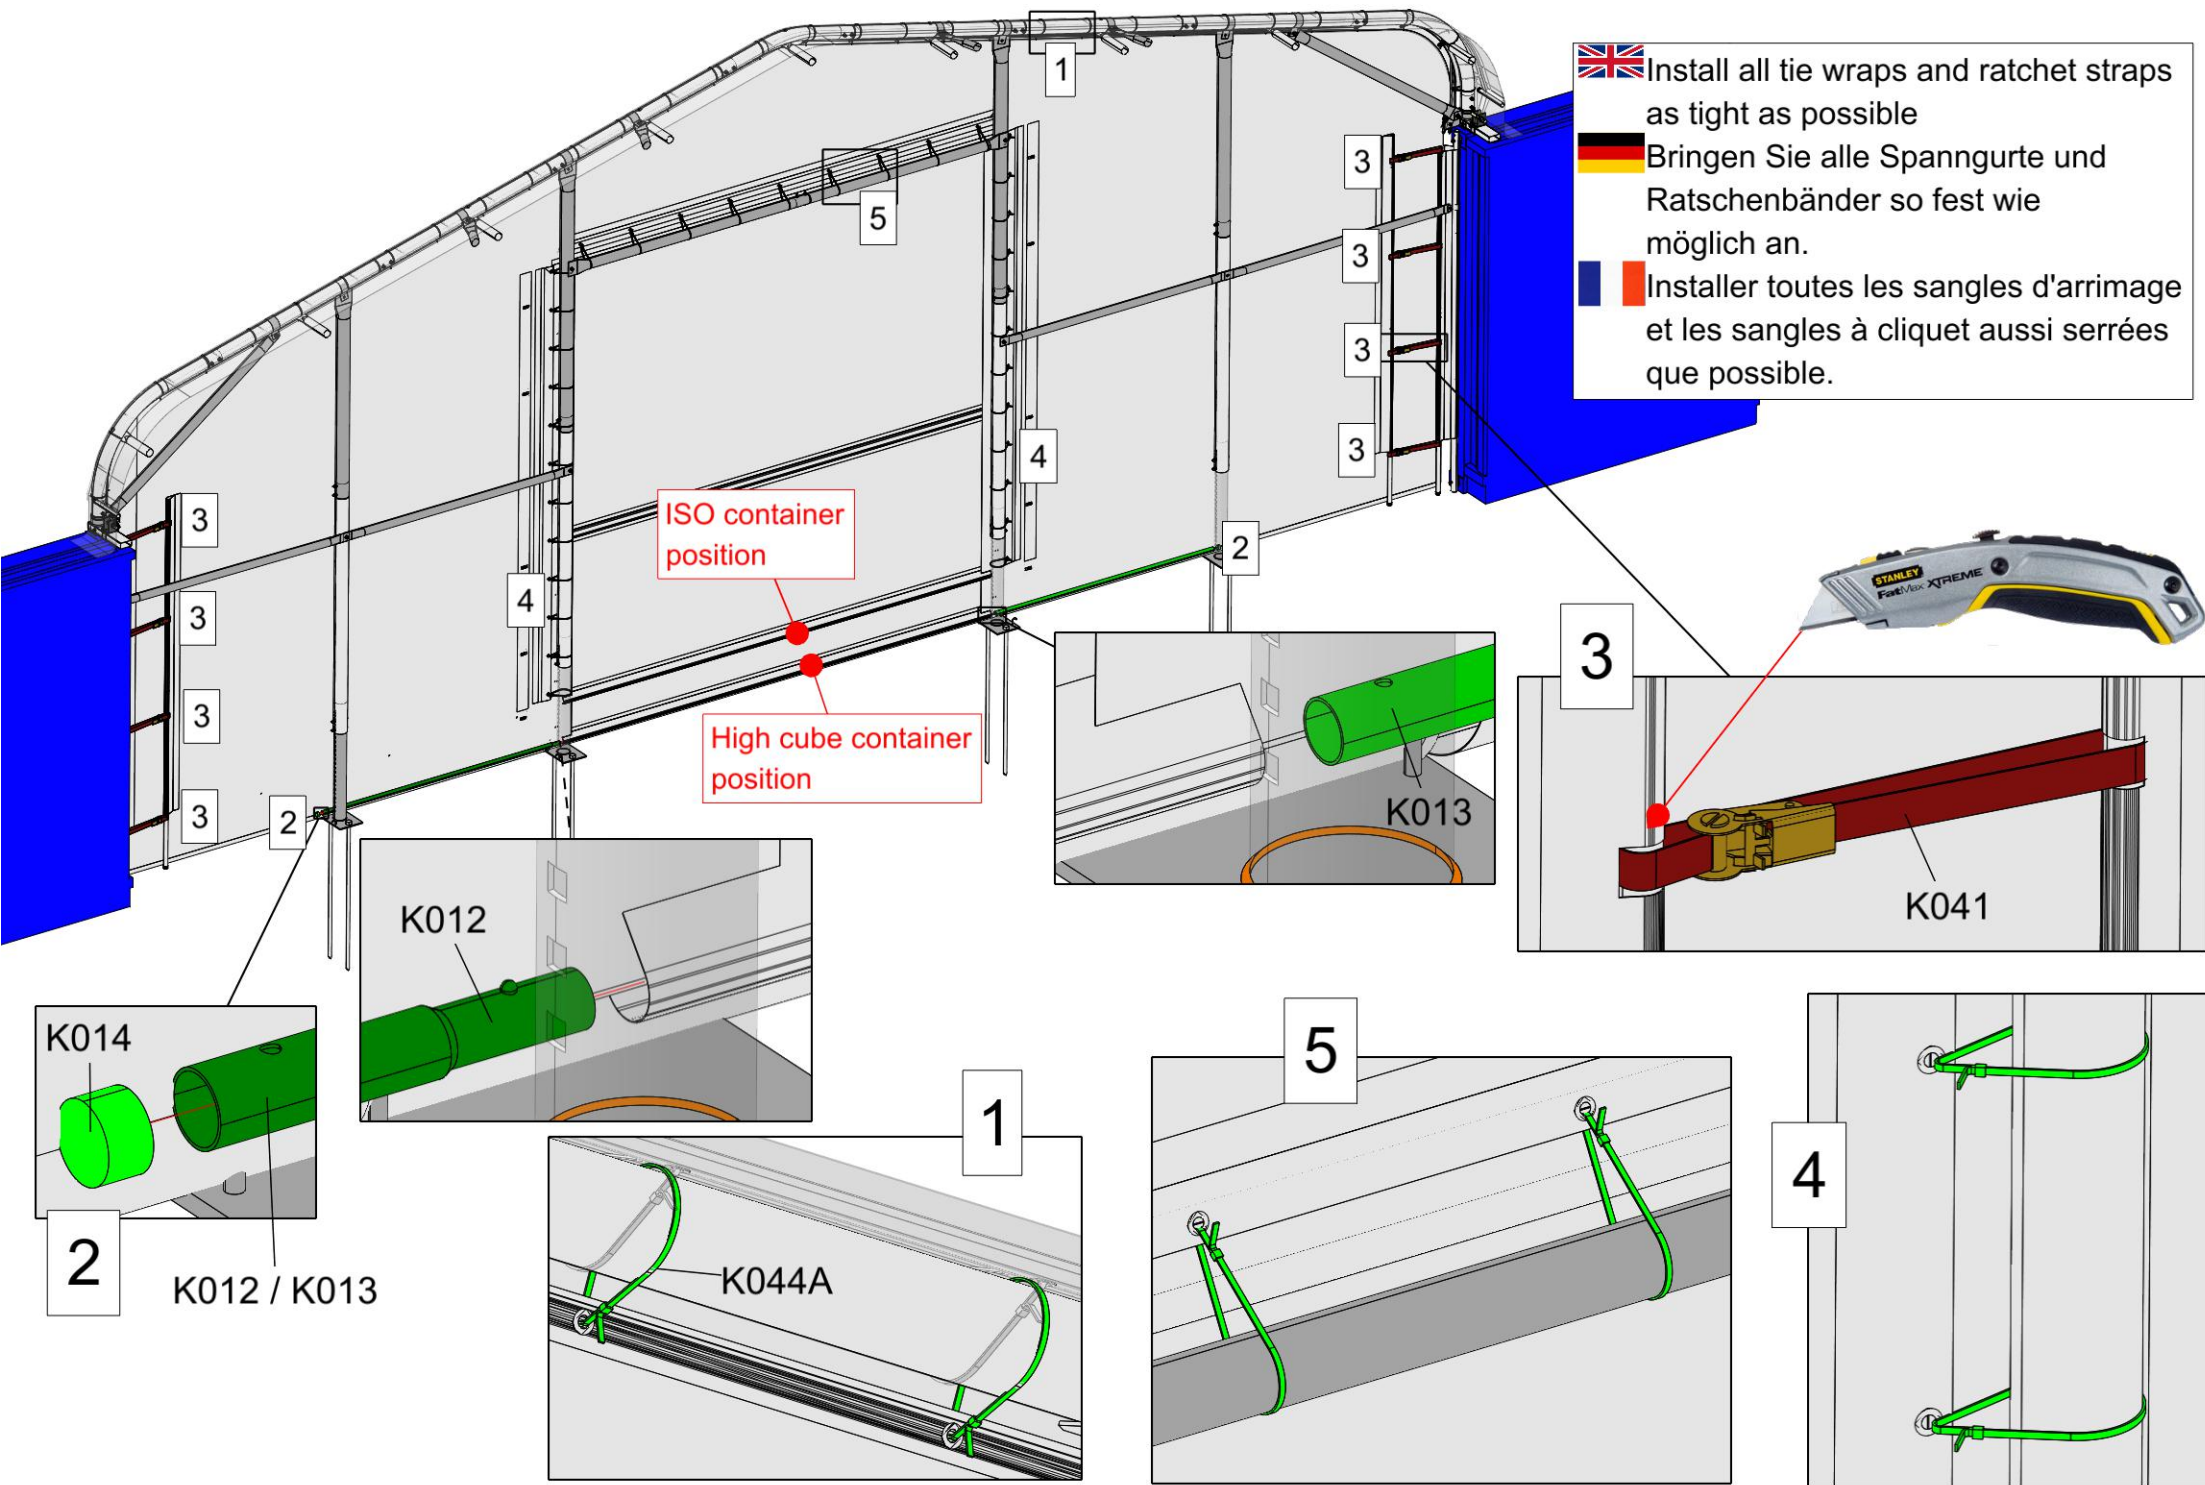 1
Install all tie wraps and ratchet straps
as tight as possible
Bringen Sie alle Spanngurte und
Ratschenbänder so fest wie
möglich an.
Installer toutes les sangles d'arrimage
et les sangles à cliquet aussi serrées
que possible.
3
5
3
3
4
3
ISO container
position
3
2
4
3
STANLEY
FatMax XTREME
3
3
High cube container
position
3
2
K013
K041
K012
K014
5
1
4
2
K012 / K013
K044A